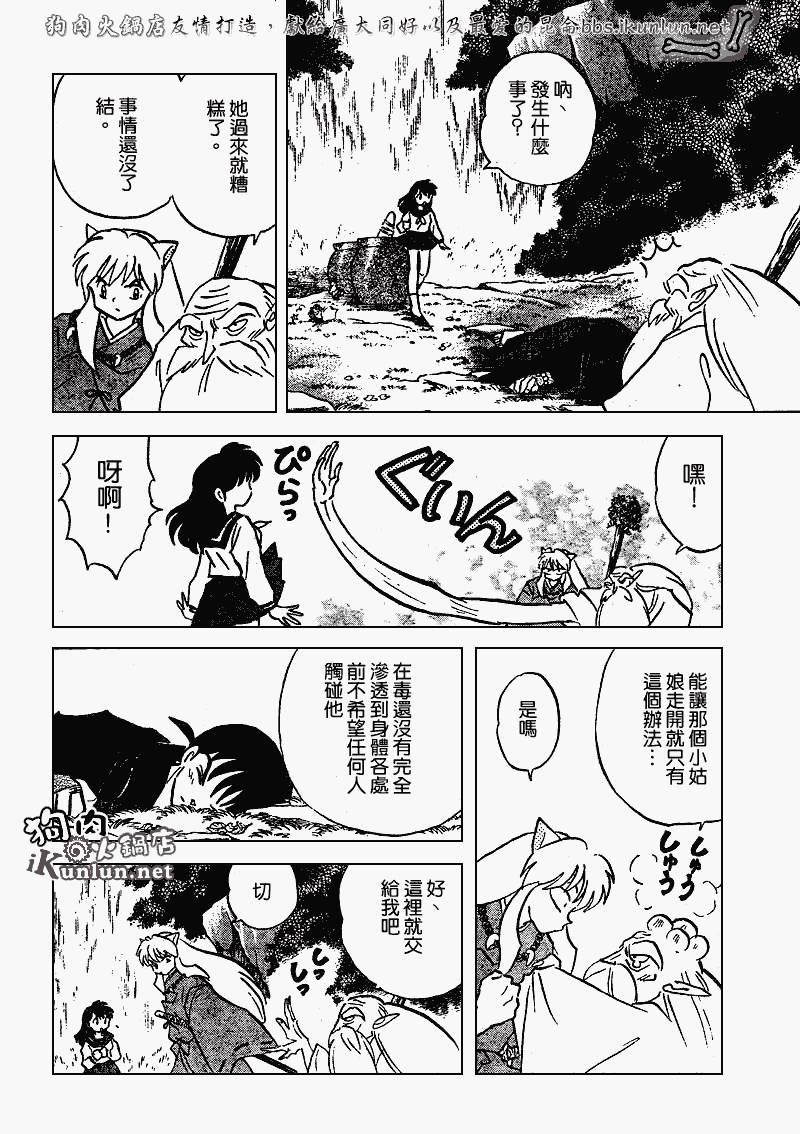 狗肉火鍋店友情打造，獻給廣大同好以及最愛的昆侖bbs.ikunlun.net
吶、
發生什麼
事了？
她過來就糟
糕了。
事情還沒了
結。
嘿！
ぐいん
ぴらっ
呀啊！
能讓那個小姑
娘走開就只有
這個辦法…
是嗎
しゅう
しゅう
在毒還沒有完全
滲透到身體各處
前不希望任何人
觸碰他
好、
這裡就交
給我吧
しっ
しっ
切
狗肉
火鍋店
iKunlun.net